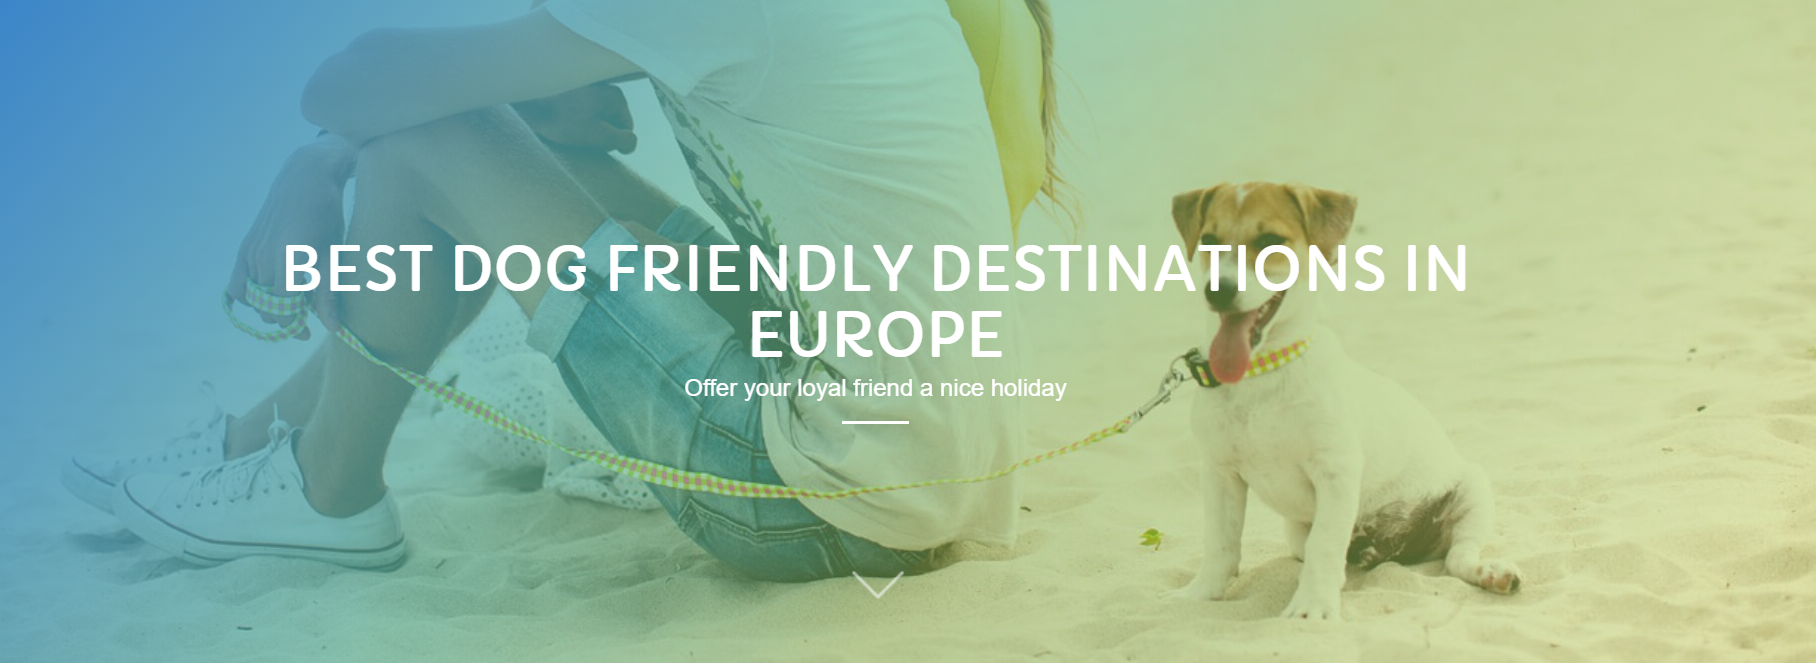 BEST DOG FRIENDLY DESTINATIONS IN
EUROPE
Offer your loyal friend a nice holiday